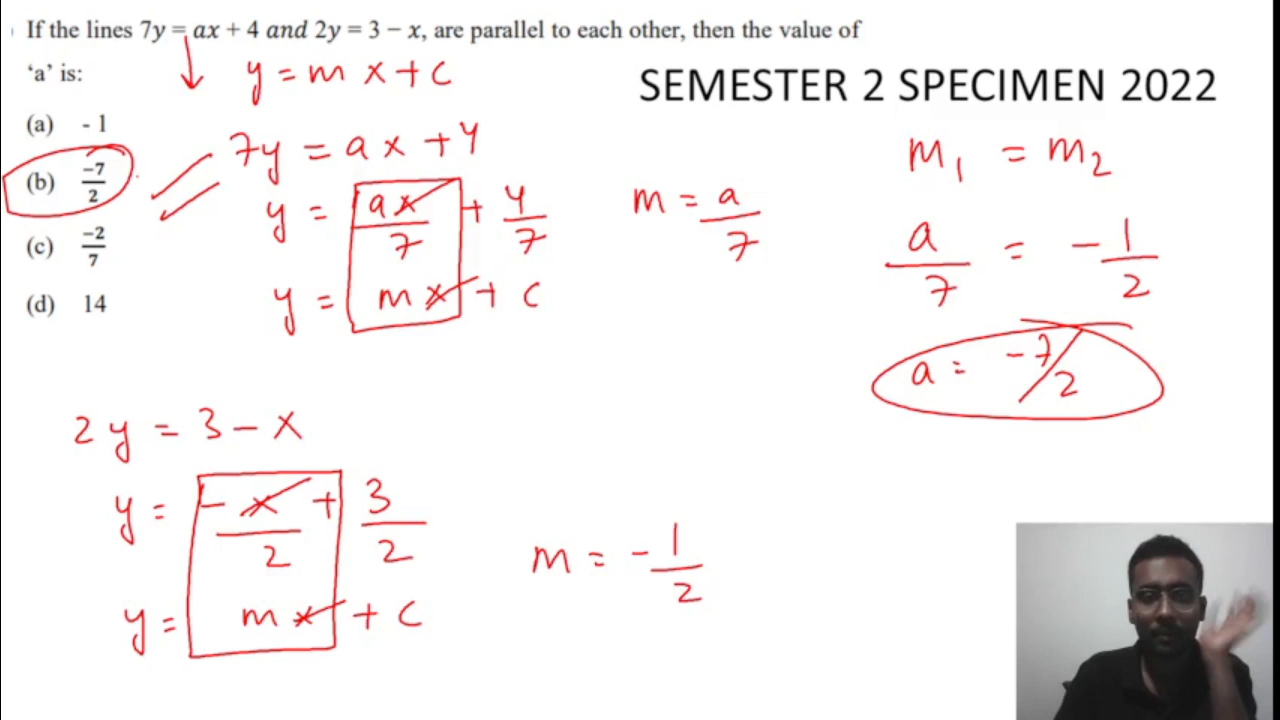 If the lines 7y = ax + 4 and 2y = 3 − x, are parallel to each other, then the value of
'a' is:
y = m x + c
SEMESTER 2 SPECIMEN 2022
(a) - 1
(b) -7/2
(c) -2/7
(d) 14
7y = ax + 4
y = ax/7 + 4/7
y = mx + c
m = a/7
m₁ = m₂
a/7 = -1/2
a = -7/2
2y = 3 - x
y = -x/2 + 3/2
y = mx + c
m = -1/2